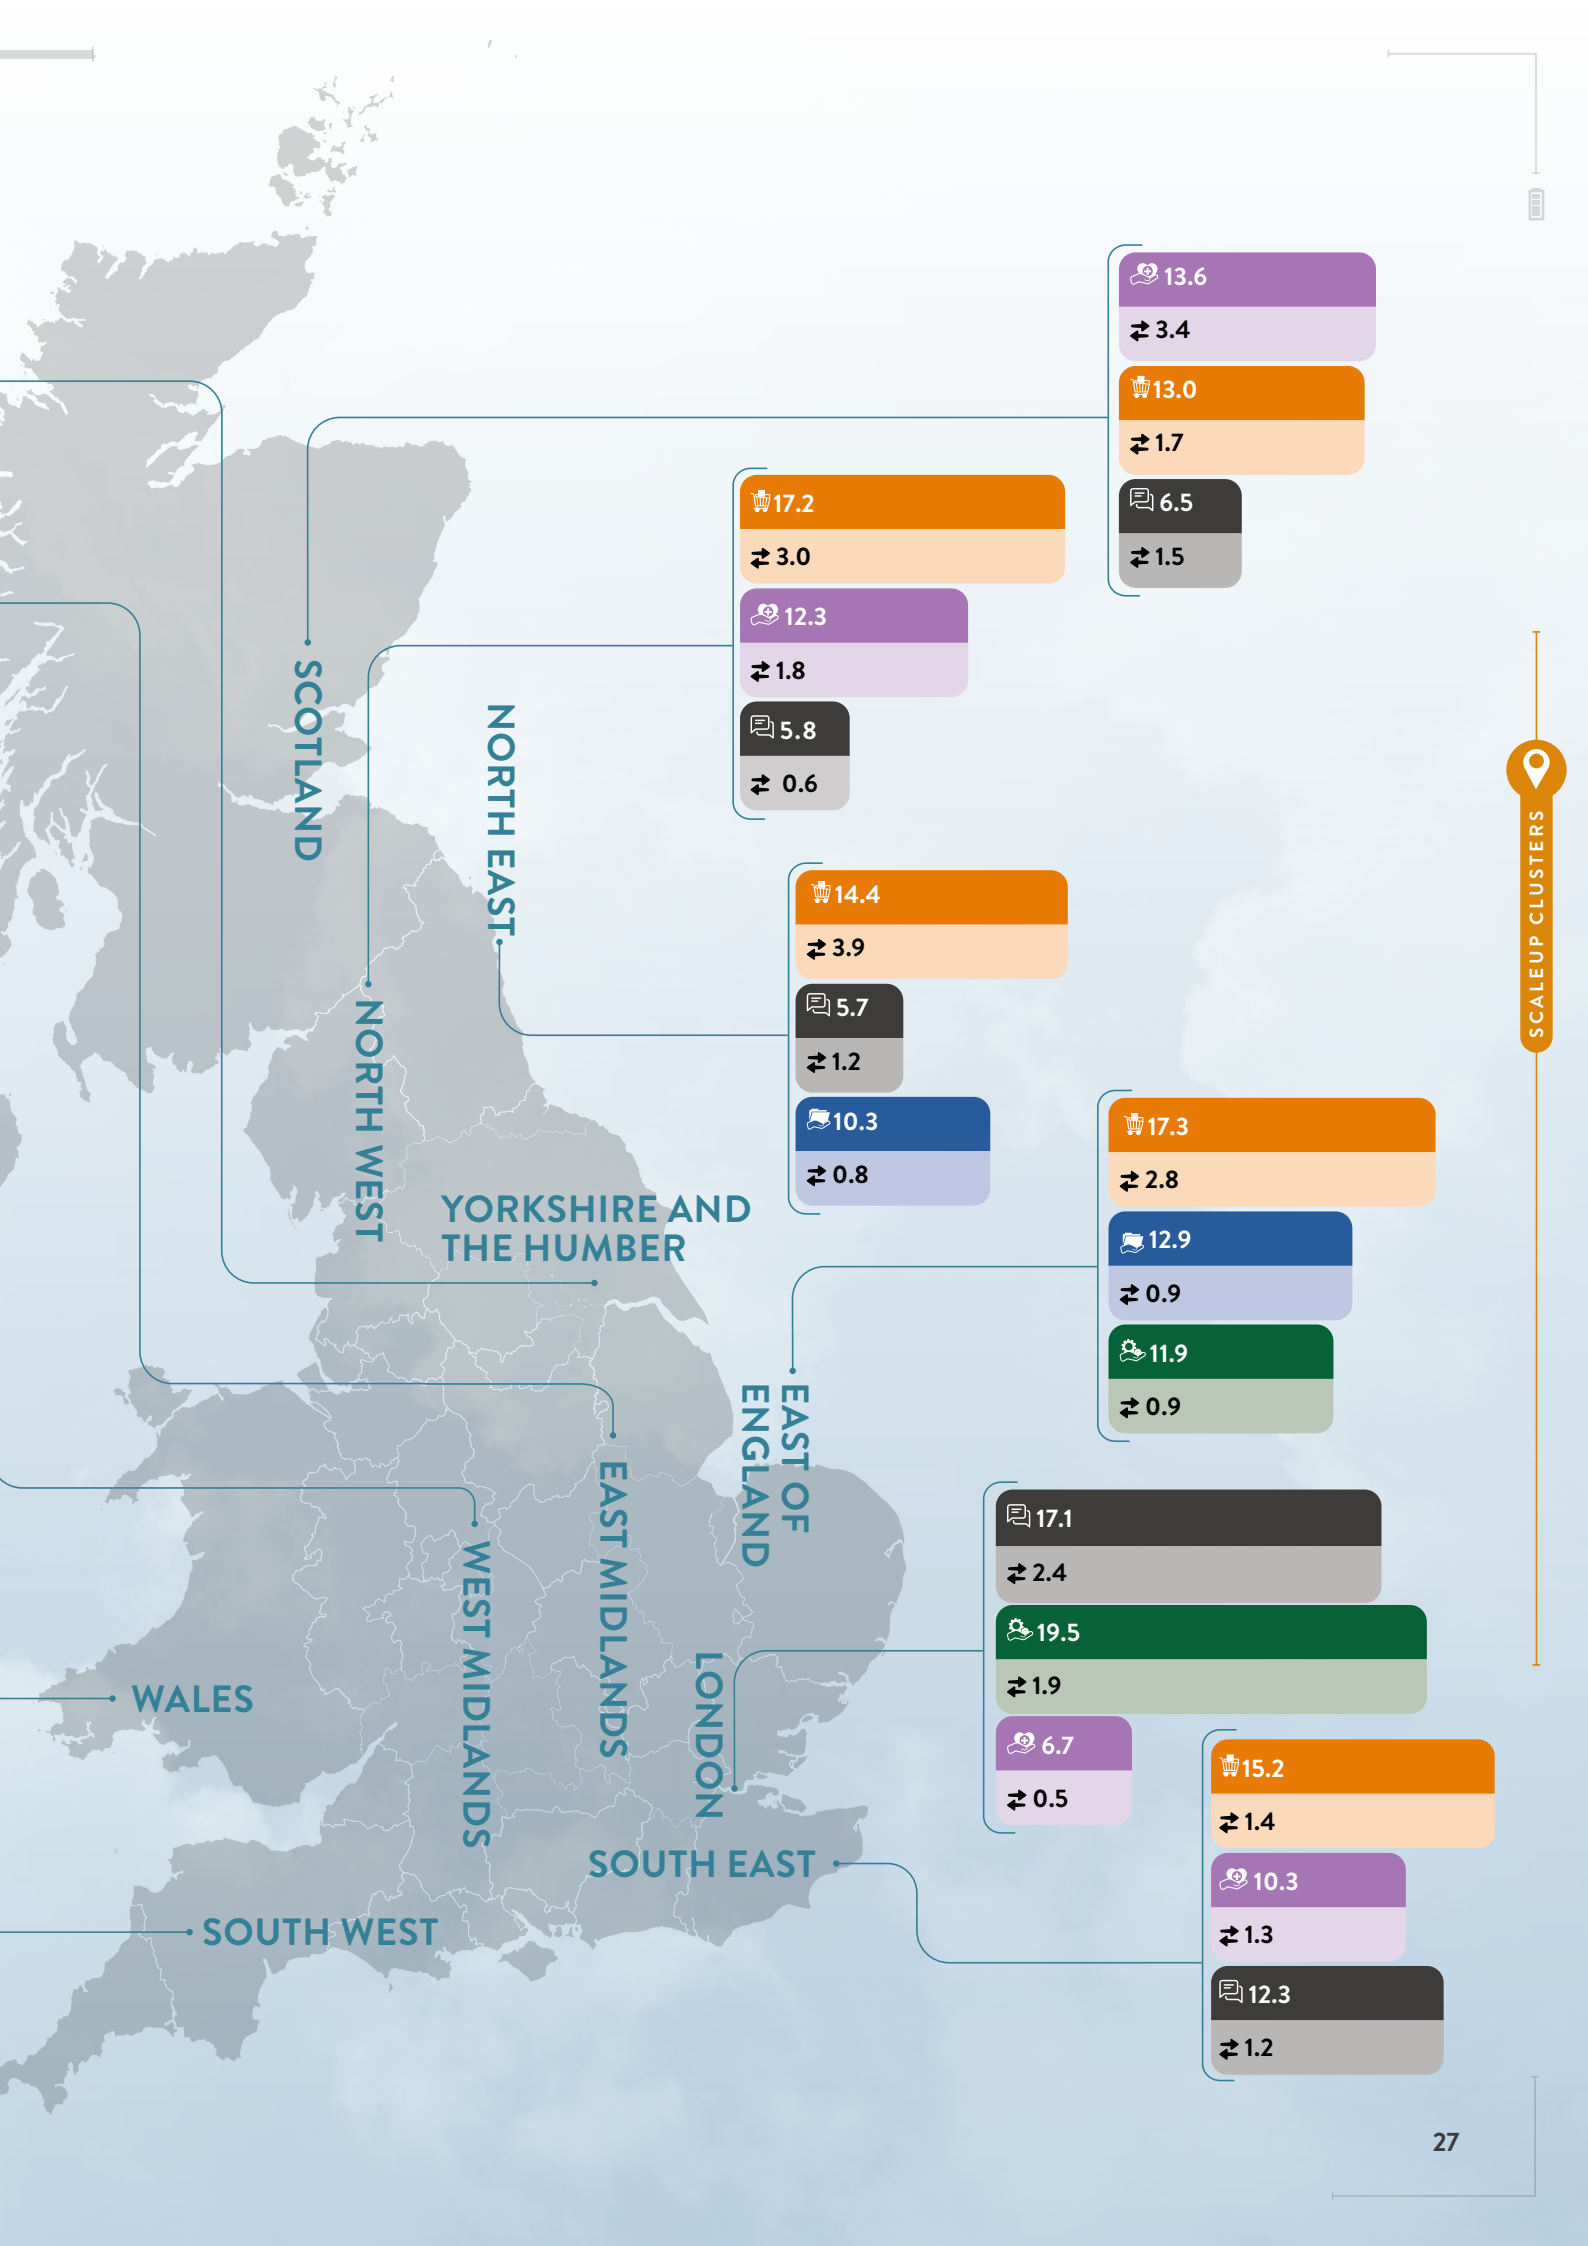 13.6
3.4
13.0
1.7
6.5
1.5
17.2
3.0
12.3
1.8
5.8
0.6
SCOTLAND
NORTH EAST
14.4
3.9
5.7
1.2
10.3
0.8
NORTH WEST
YORKSHIRE AND
THE HUMBER
17.3
2.8
12.9
0.9
11.9
0.9
EAST OF
ENGLAND
EAST MIDLANDS
WEST MIDLANDS
17.1
2.4
19.5
1.9
6.7
0.5
LONDON
WALES
15.2
1.4
10.3
1.3
12.3
1.2
SOUTH EAST
SOUTH WEST
SCALEUP CLUSTERS
27